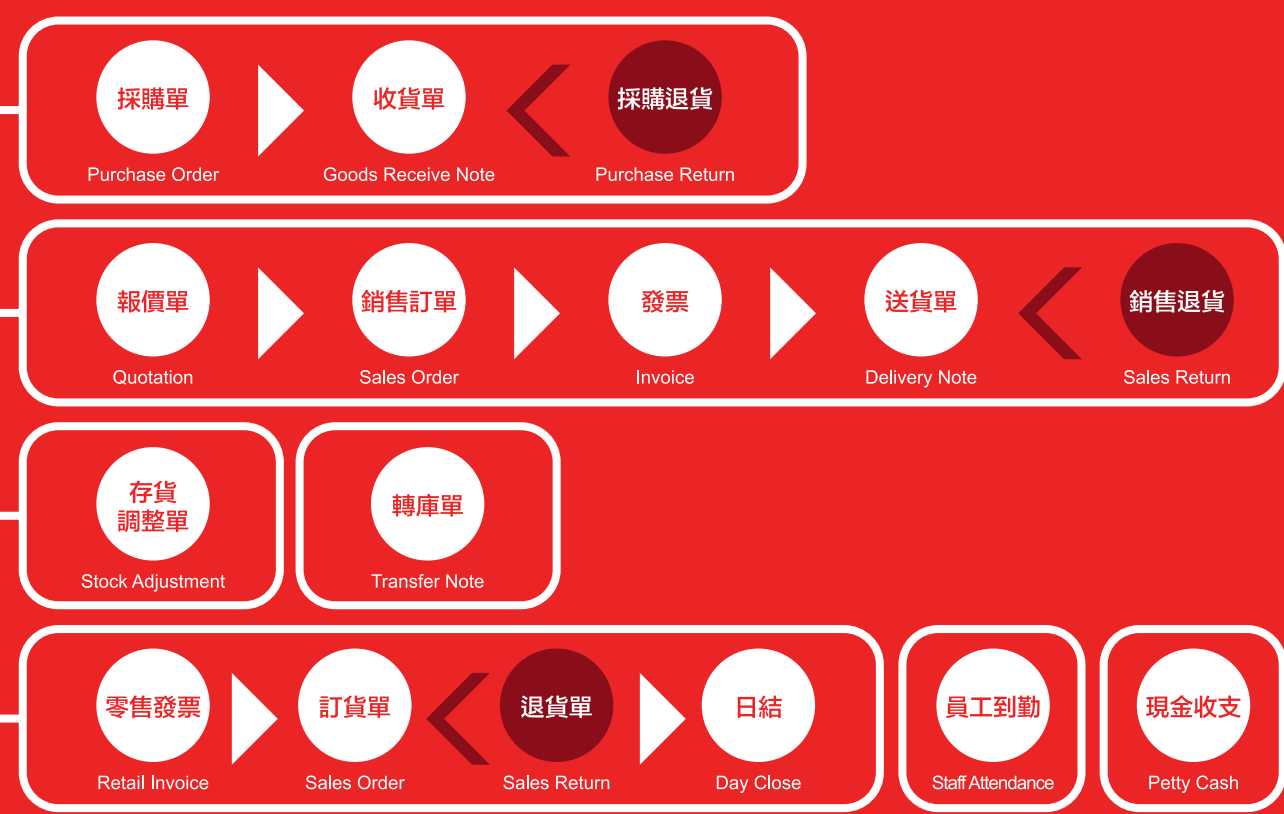 採購單
收貨單
採購退貨
Purchase Order
Goods Receive Note
Purchase Return
報價單
銷售訂單
發票
送貨單
銷售退貨
Quotation
Sales Order
Invoice
Delivery Note
Sales Return
存貨
調整單
轉庫單
Stock Adjustment
Transfer Note
零售發票
訂貨單
退貨單
日結
員工到勤
現金收支
Retail Invoice
Sales Order
Sales Return
Day Close
Staff Attendance
Petty Cash